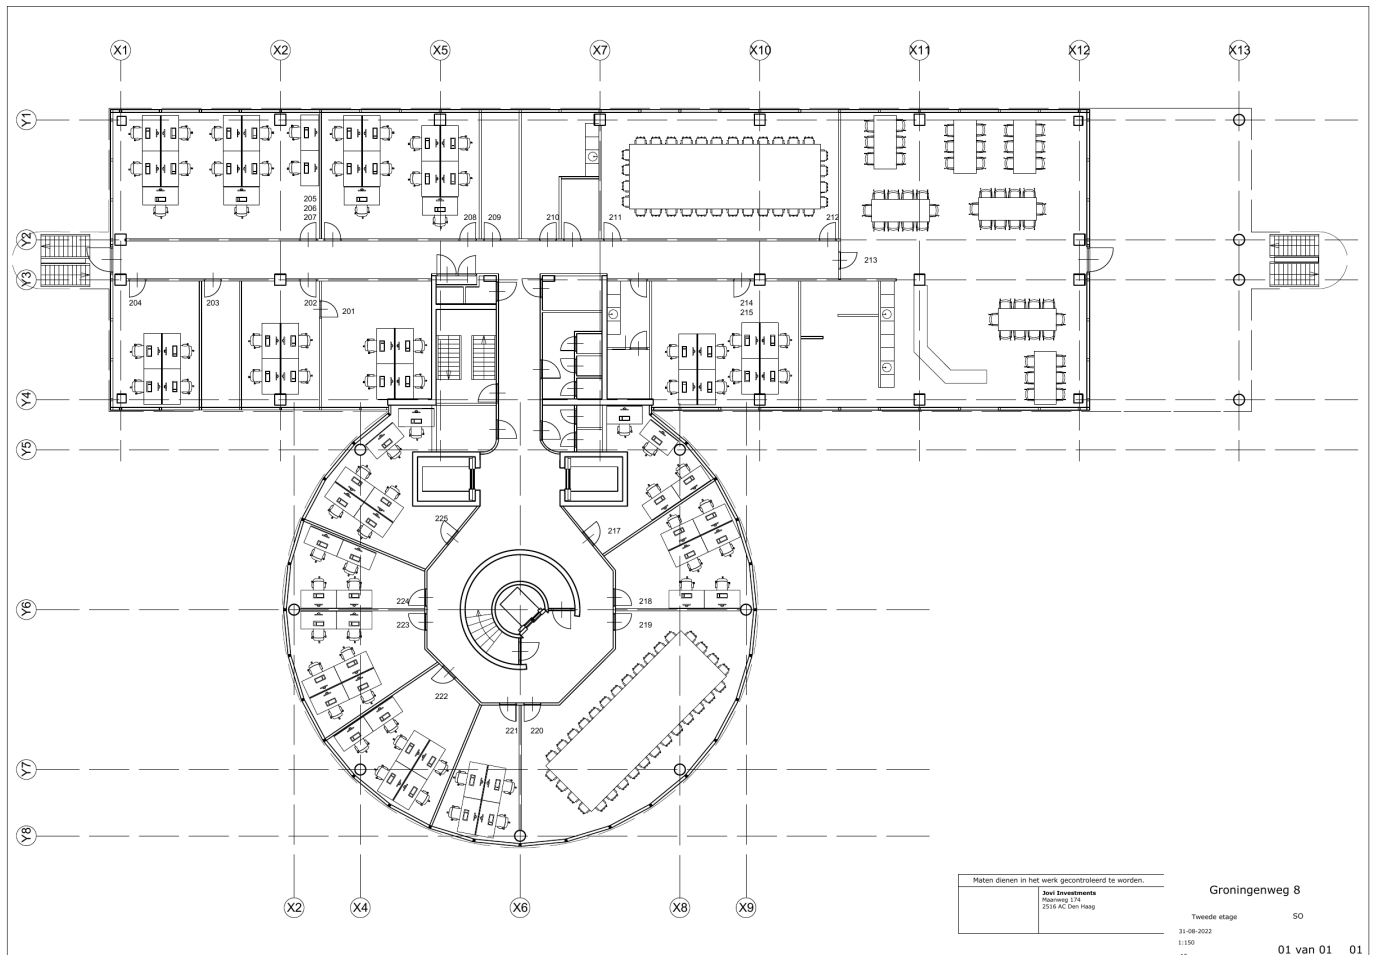 X1 X2 X5 X7 X10 X11 X12 X13
Y1
205
206
207 208 209 210 211 212
Y2
213
Y3
204 203 202 201 214
215
Y4
Y5
225 217
224 218
Y6
223 219
222
221 220
Y7
Y8
X2 X4 X6 X8 X9
Maten dienen in het werk gecontroleerd te worden.
Jovi Investments
Maanweg 174
2516 AC Den Haag
Groningenweg 8
Tweede etage SO
31-08-2022
1:150
01 van 01 01